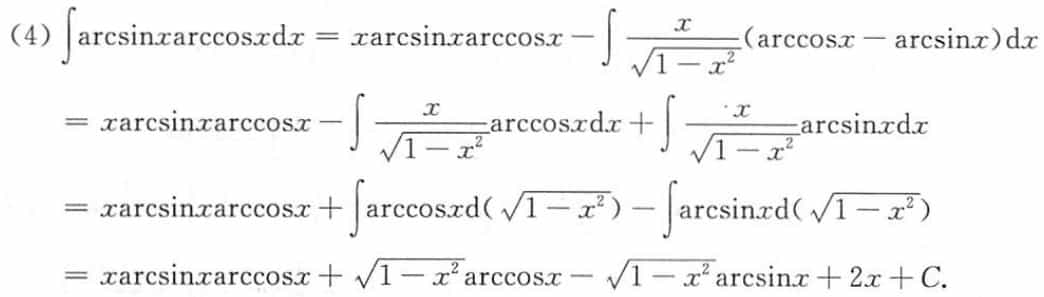 (4) ∫arcsinxarccosxdx = xarcsinxarccosx − ∫ x/√(1−x²) (arccosx − arcsinx)dx
= xarcsinxarccosx − ∫ x/√(1−x²) arccosxdx + ∫ x/√(1−x²) arcsinxdx
= xarcsinxarccosx + ∫arccosxd(√(1−x²)) − ∫arcsinxd(√(1−x²))
= xarcsinxarccosx + √(1−x²) arccosx − √(1−x²) arcsinx + 2x + C.